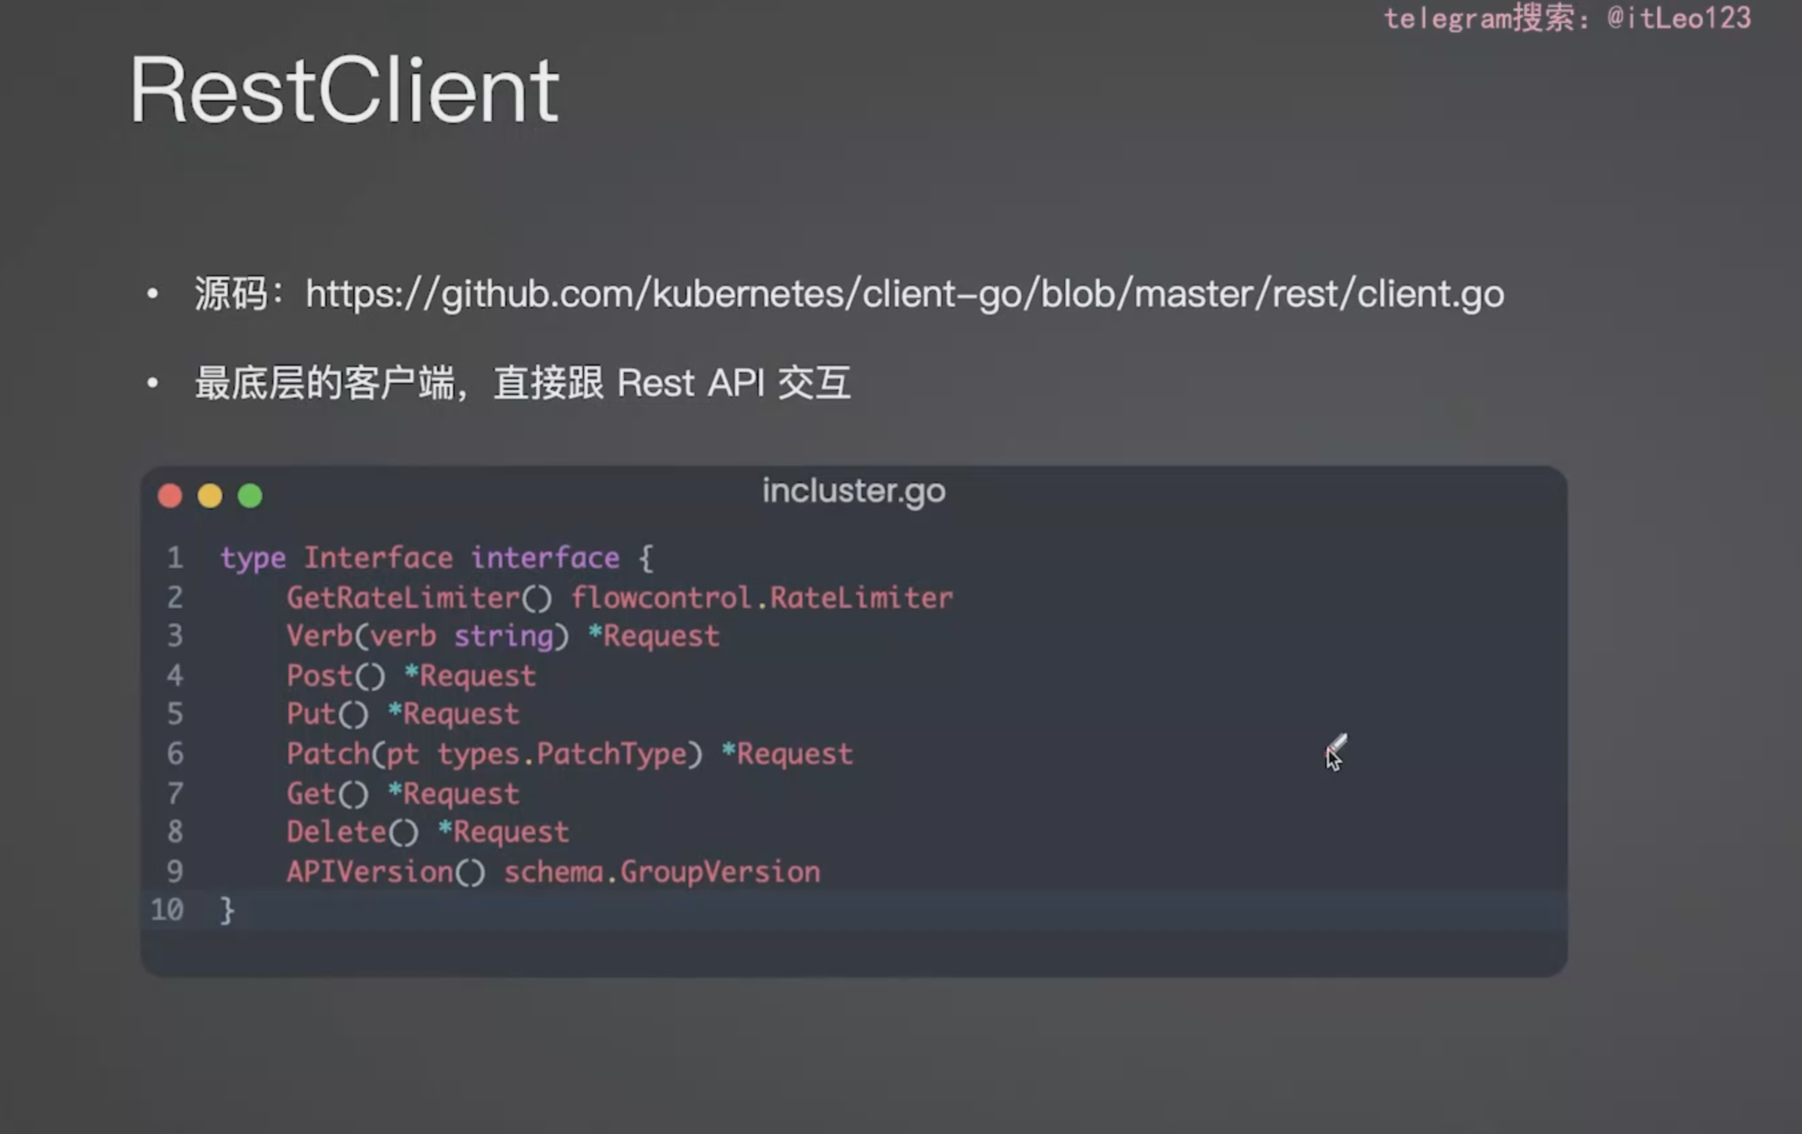 telegram搜索：@itLeo123
RestClient
• 源码：https://github.com/kubernetes/client-go/blob/master/rest/client.go
• 最底层的客户端，直接跟 Rest API 交互
incluster.go
1 type Interface interface {
2 GetRateLimiter() flowcontrol.RateLimiter
3 Verb(verb string) *Request
4 Post() *Request
5 Put() *Request
6 Patch(pt types.PatchType) *Request
7 Get() *Request
8 Delete() *Request
9 APIVersion() schema.GroupVersion
10 }